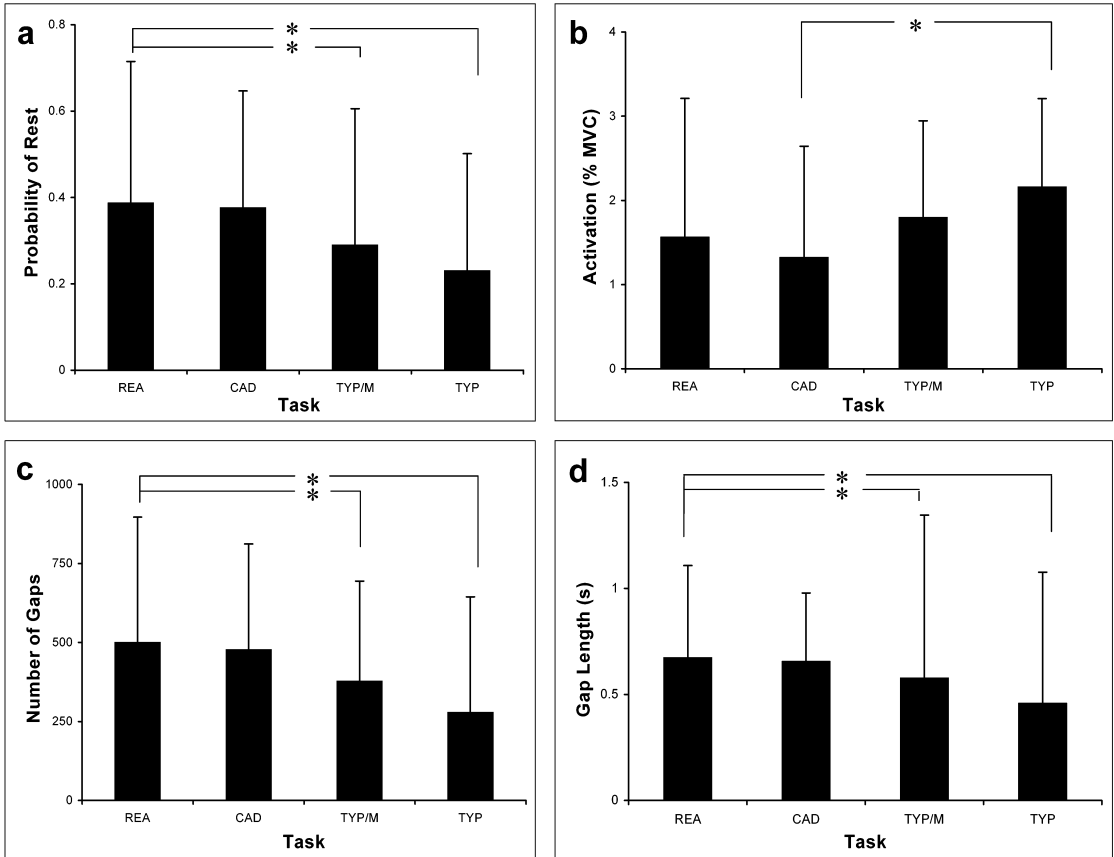 a
Probability of Rest
0.8
0.6
0.4
0.2
0
*
*
REA CAD TYP/M TYP
Task
b
Activation (% MVC)
4
3
2
1
0
*
REA CAD TYP/M TYP
Task
c
Number of Gaps
1000
750
500
250
0
*
*
REA CAD TYP/M TYP
Task
d
Gap Length (s)
1.5
1
0.5
0
*
*
REA CAD TYP/M TYP
Task